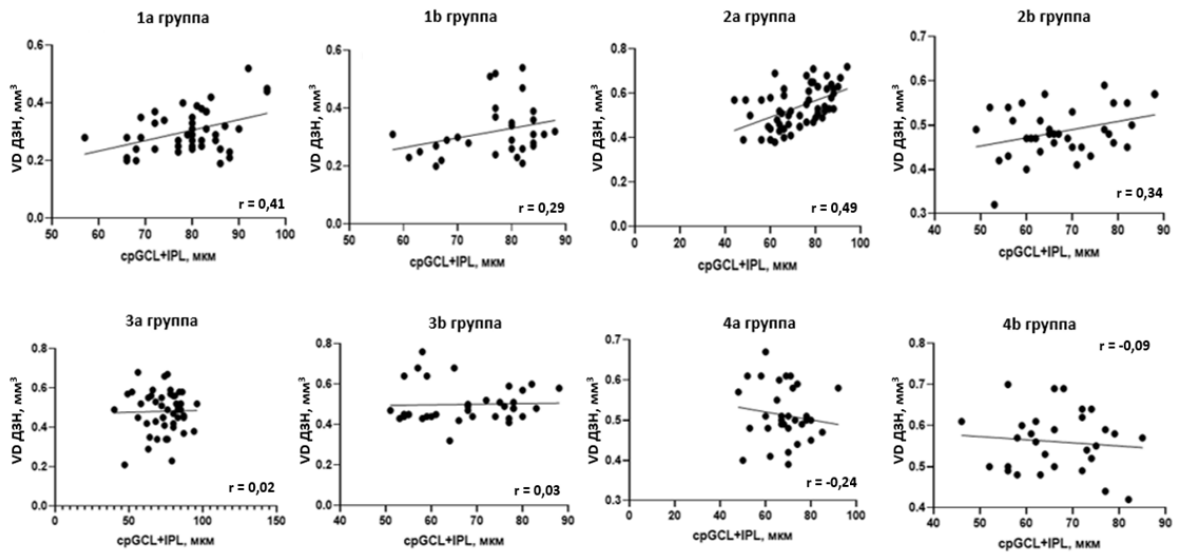 1a группа
1b группа
2a группа
2b группа
VD ДЗН, мм³
0.6
0.4
0.2
0.0
50
60
70
80
90
100
cpGCL+IPL, мкм
r = 0,41
VD ДЗН, мм³
0.6
0.4
0.2
0.0
50
60
70
80
90
cpGCL+IPL, мкм
r = 0,29
VD ДЗН, мм³
0.8
0.6
0.4
0.2
0.0
0
20
40
60
80
100
cpGCL+IPL, мкм
r = 0,49
VD ДЗН, мм³
0.7
0.6
0.5
0.4
0.3
40
50
60
70
80
90
cpGCL+IPL, мкм
r = 0,34
3a группа
3b группа
4a группа
4b группа
VD ДЗН, мм³
0.8
0.6
0.4
0.2
0.0
0
50
100
150
cpGCL+IPL, мкм
r = 0,02
VD ДЗН, мм³
0.8
0.6
0.4
0.2
0.0
40
50
60
70
80
90
cpGCL+IPL, мкм
r = 0,03
VD ДЗН, мм³
0.7
0.6
0.5
0.4
0.3
0
20
40
60
80
100
cpGCL+IPL, мкм
r = -0,24
VD ДЗН, мм³
0.8
0.7
0.6
0.5
0.4
40
50
60
70
80
90
cpGCL+IPL, мкм
r = -0,09